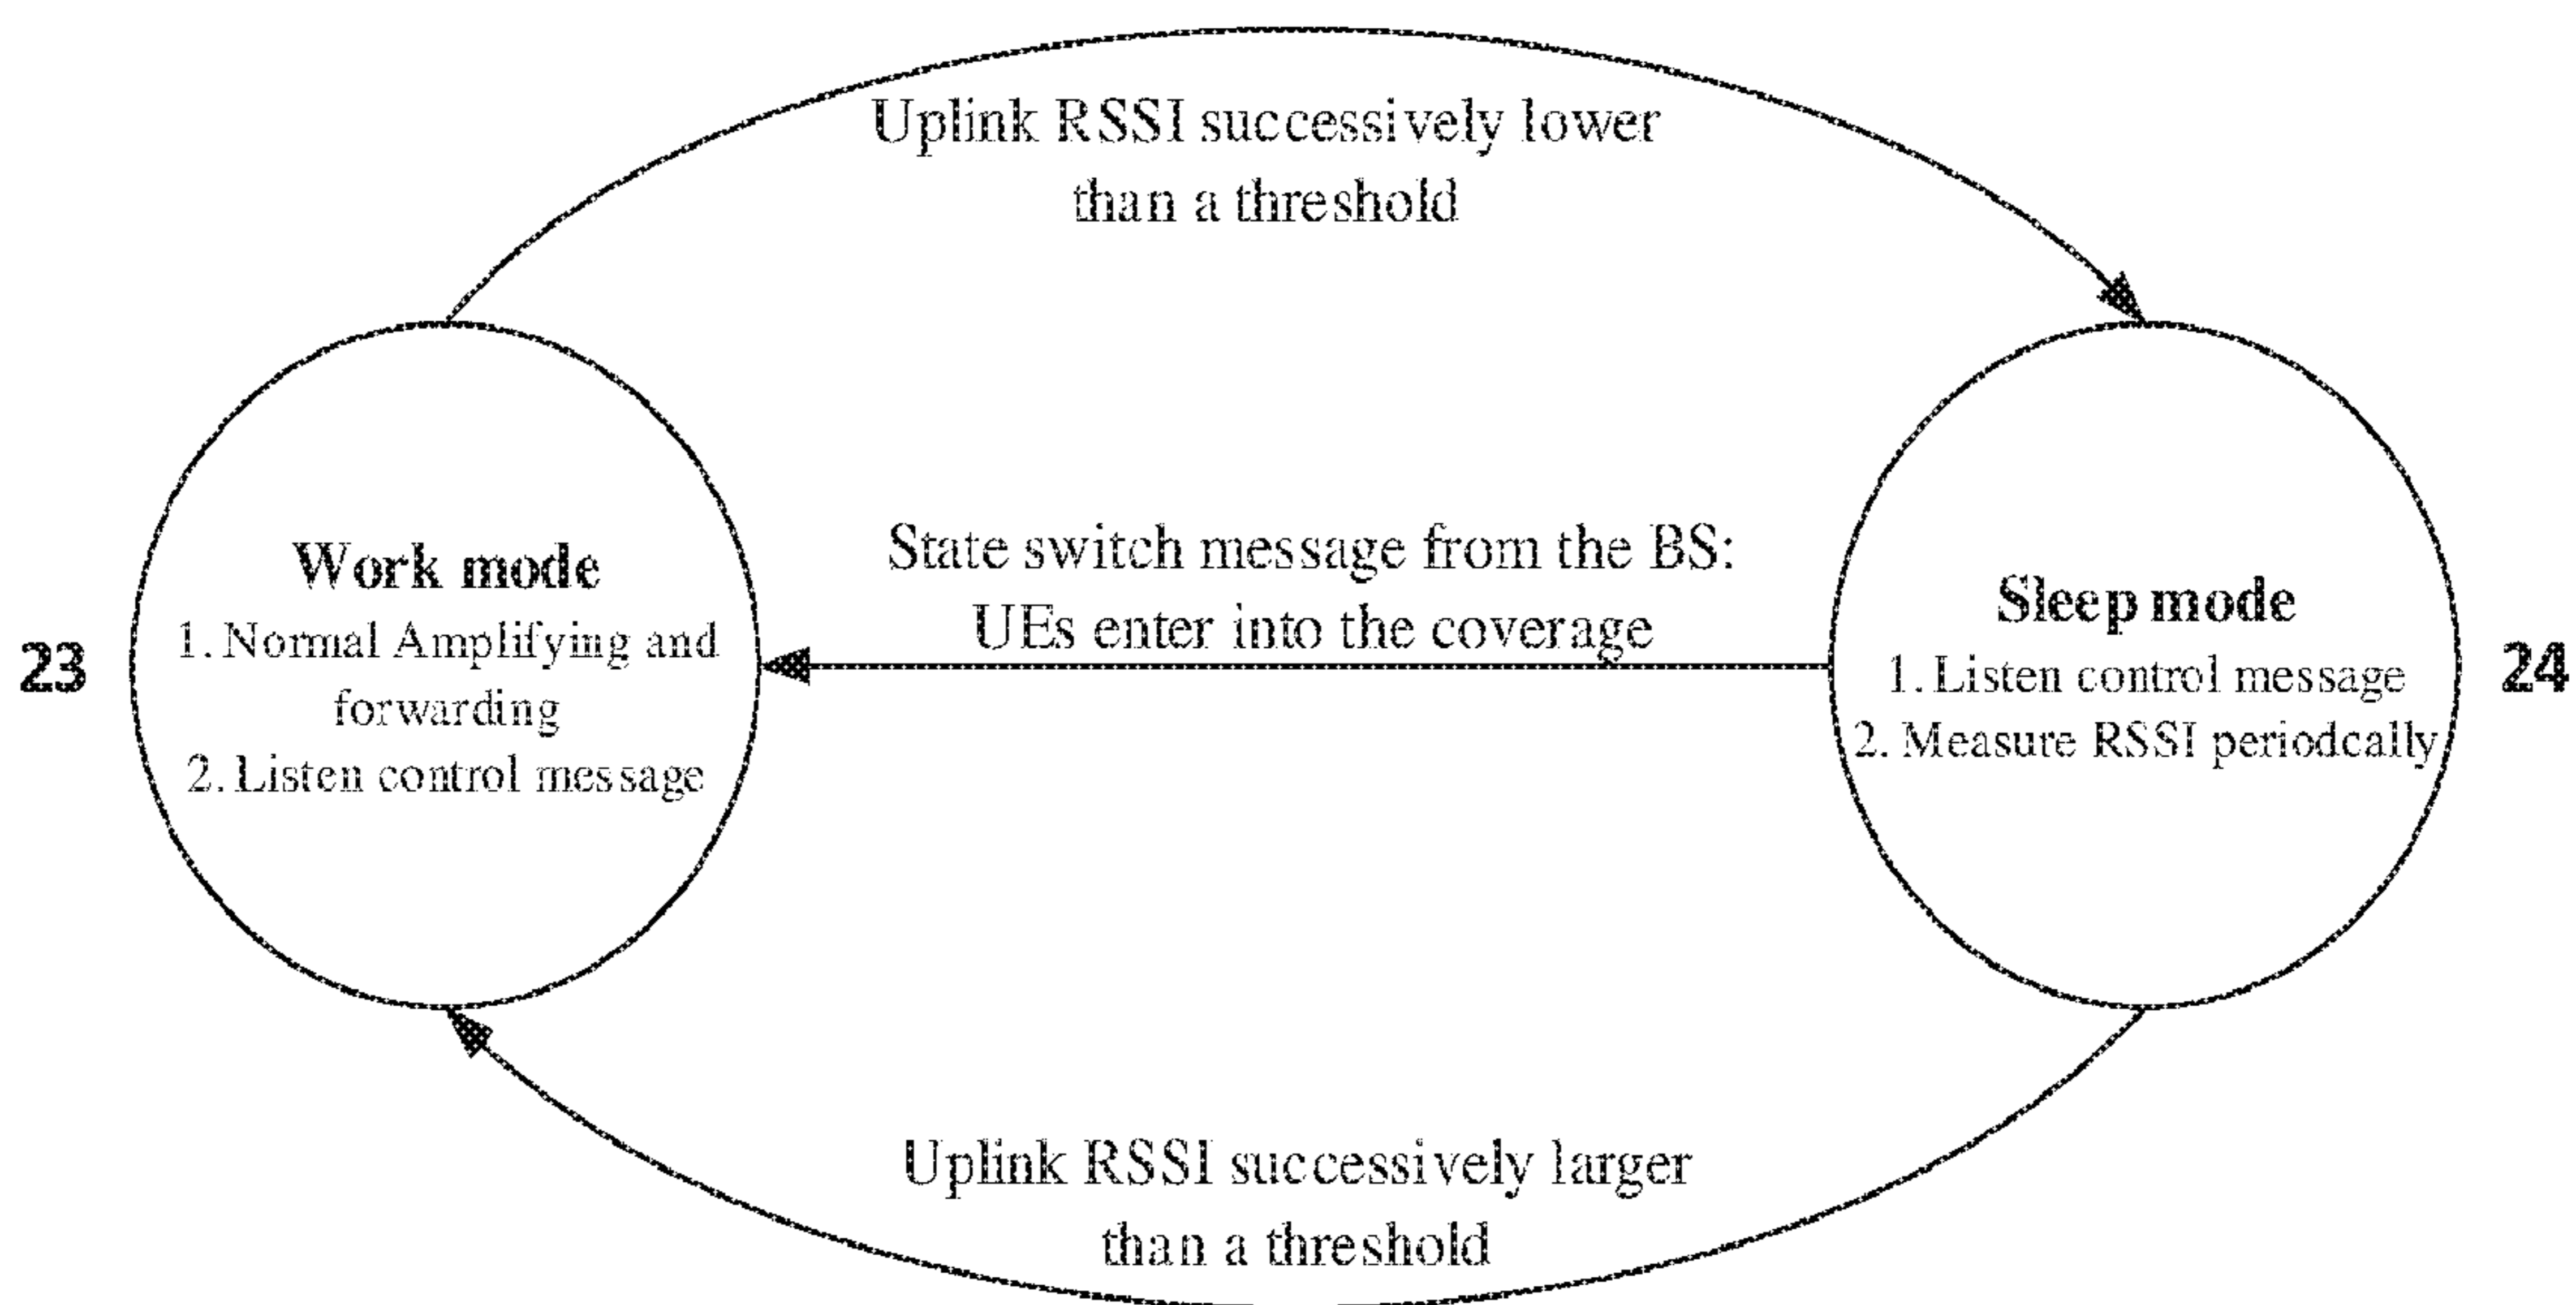 Uplink RSSI successively lower
than a threshold
State switch message from the BS:
UEs enter into the coverage
Work mode
1. Normal Amplifying and
forwarding
2. Listen control message
23
Sleep mode
1. Listen control message
2. Measure RSSI periodcally
24
Uplink RSSI successively larger
than a threshold